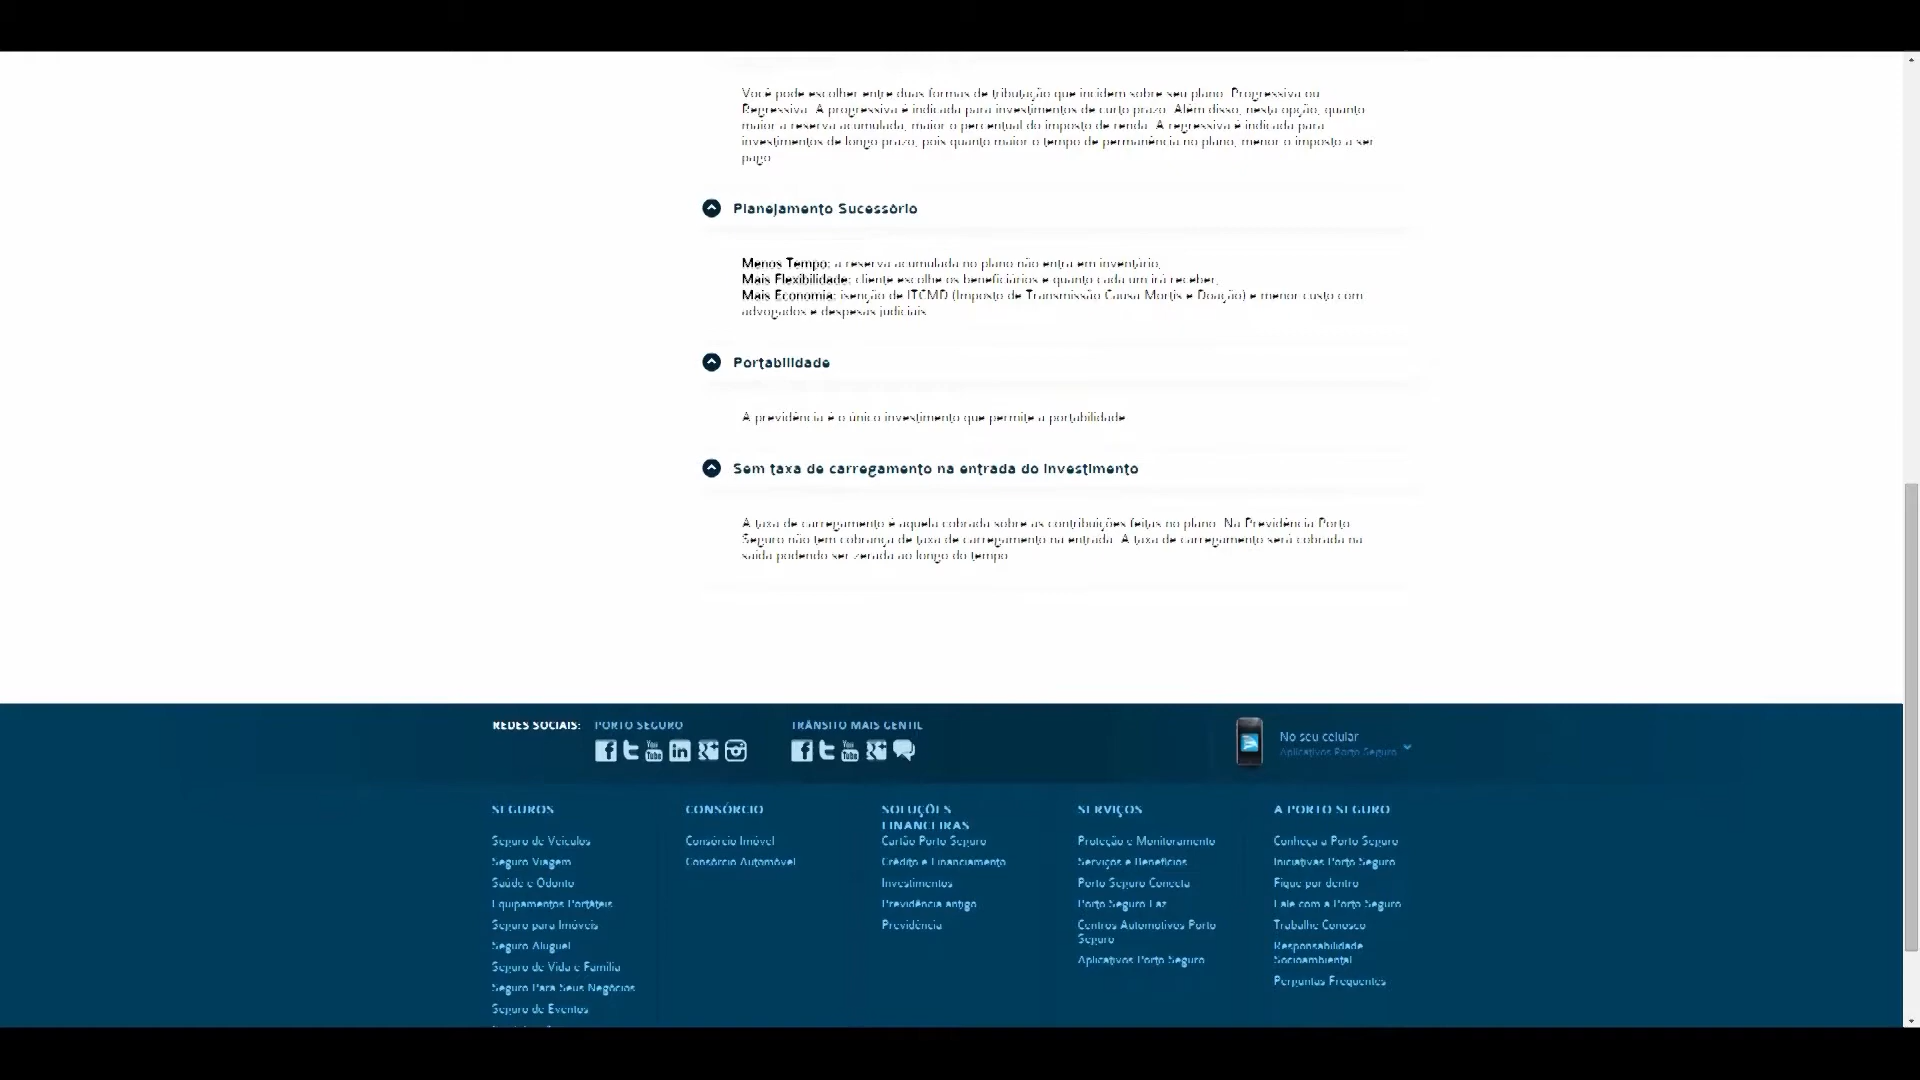 Você pode escolher entre duas formas de tributação que incidem sobre seu plano: Progressiva ou
Regressiva. A progressiva é indicada para investimentos de curto prazo. Além disso, nesta opção, quanto
maior a reserva acumulada, maior o percentual do imposto de renda. A regressiva é indicada para
investimentos de longo prazo, pois quanto maior o tempo de permanência no plano, menor o imposto a ser
pago.
Planejamento Sucessório
Menos Tempo: a reserva acumulada no plano não entra em inventário;
Mais Flexibilidade: cliente escolhe os beneficiários e quanto cada um irá receber;
Mais Economia: isenção de ITCMD (Imposto de Transmissão Causa Mortis e Doação) e menor custo com
advogados e despesas judiciais.
Portabilidade
A previdência é o único investimento que permite a portabilidade.
Sem taxa de carregamento na entrada do investimento
A taxa de carregamento é aquela cobrada sobre as contribuições feitas no plano. Na Previdência Porto
Seguro não tem cobrança de taxa de carregamento na entrada. A taxa de carregamento será cobrada na
saída podendo ser zerada ao longo do tempo.
REDES SOCIAIS: PORTO SEGURO TRÂNSITO MAIS GENTIL
No seu celular
Aplicativos Porto Seguro
SEGUROS
Seguro de Veículos
Seguro Viagem
Saúde e Odonto
Equipamentos Portáteis
Seguro para Imóveis
Seguro Aluguel
Seguro de Vida e Família
Seguro Para Seus Negócios
Seguro de Eventos
CONSÓRCIO
Consórcio Imóvel
Consórcio Automóvel
SOLUÇÕES
FINANCEIRAS
Cartão Porto Seguro
Crédito e Financiamento
Investimentos
Previdência antigo
Previdência
SERVIÇOS
Proteção e Monitoramento
Serviços e Benefícios
Porto Seguro Conecta
Porto Seguro Faz
Centros Automotivos Porto
Seguro
Aplicativos Porto Seguro
A PORTO SEGURO
Conheça a Porto Seguro
Iniciativas Porto Seguro
Fique por dentro
Fale com a Porto Seguro
Trabalhe Conosco
Responsabilidade
Socioambiental
Perguntas Frequentes